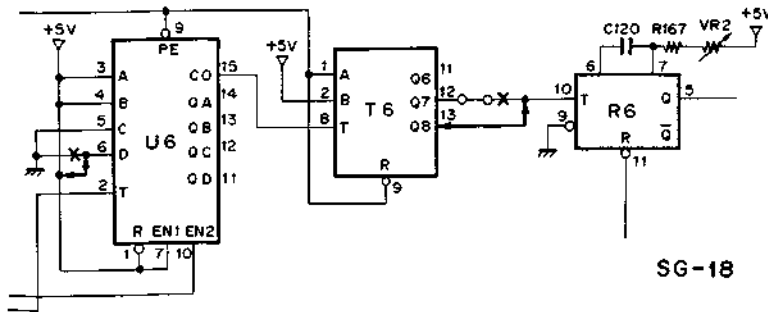 +5V
9
PE
3 A CO 15
4 B QA 14
5 C QB 13
6 D QC 12
2 T QD 11
U6
R EN1 EN2
1 7 10
+5V
1 A Q6 11
2 B Q7 12
8 T Q8 13
T6
R
9
X
X
C120 R167 VR2 +5V
6 7
10 T Q 5
R6
9 Q
R
11
SG-18